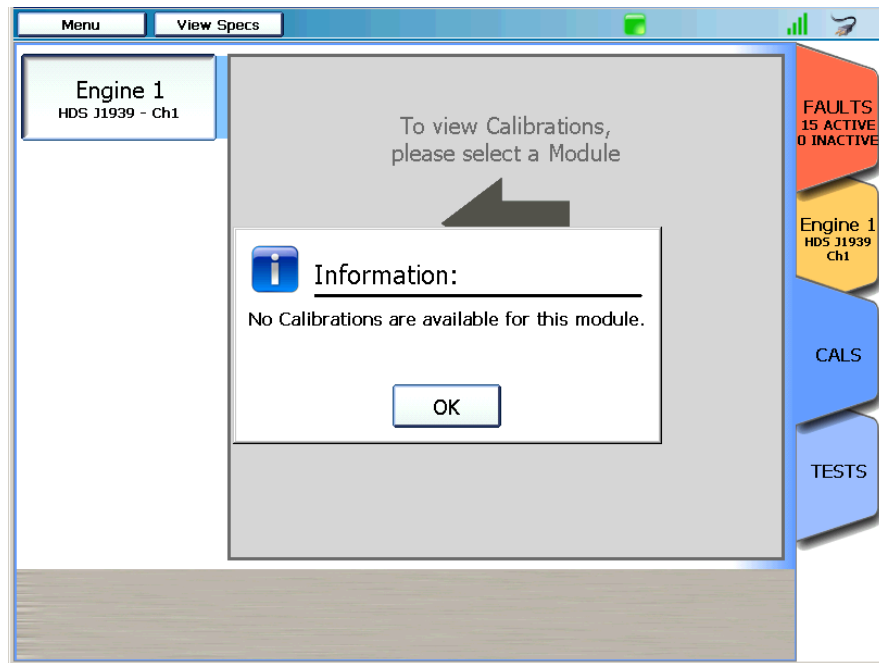 Menu
View Specs
Engine 1
HDS J1939 - Ch1
To view Calibrations,
please select a Module
i
Information:
No Calibrations are available for this module.
OK
FAULTS
15 ACTIVE
0 INACTIVE
Engine 1
HDS J1939
Ch1
CALS
TESTS